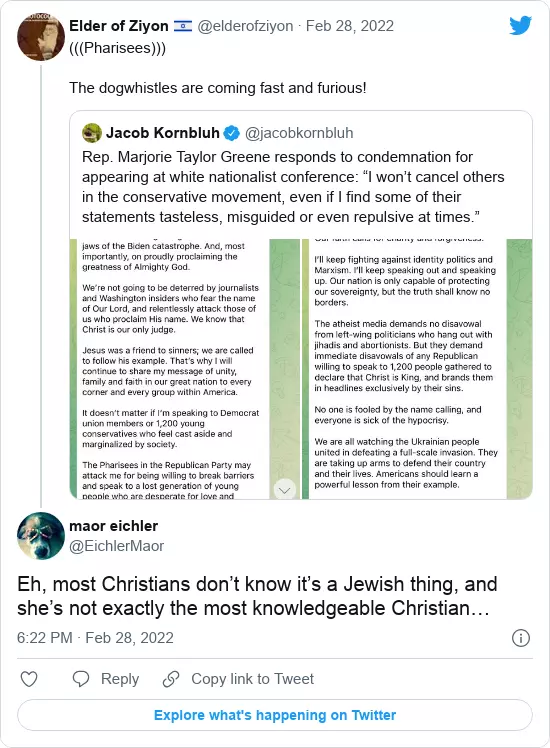 Elder of Ziyon 🇮🇱 @elderofziyon · Feb 28, 2022
(((Pharisees)))
The dogwhistles are coming fast and furious!
Jacob Kornbluh @jacobkornbluh
Rep. Marjorie Taylor Greene responds to condemnation for
appearing at white nationalist conference: “I won’t cancel others
in the conservative movement, even if I find some of their
statements tasteless, misguided or even repulsive at times.”
jaws of the Biden catastrophe. And, most
importantly, on proudly proclaiming the
greatness of Almighty God.
We're not going to be deterred by journalists
and Washington insiders who fear the name
of Our Lord, and relentlessly attack those of
us who proclaim His name. We know that
Christ is our only judge.
Jesus was a friend to sinners; we are called
to follow his example. That's why I will
continue to share my message of unity,
family and faith in our great nation to every
corner and every group within America.
It doesn't matter if I'm speaking to Democrat
union members or 1,200 young
conservatives who feel cast aside and
marginalized by society.
The Pharisees in the Republican Party may
attack me for being willing to break barriers
and speak to a lost generation of young
people who are desperate for love and
Our faith calls for charity and forgiveness.
I'll keep fighting against identity politics and
Marxism. I'll keep speaking out and speaking
up. Our nation is only capable of protecting
our sovereignty, but the truth shall know no
borders.
The atheist media demands no disavowal
from left-wing politicians who hang out with
jihadis and abortionists. But they demand
immediate disavowals of any Republican
willing to speak to 1,200 people gathered to
declare that Christ is King, and brands them
in headlines exclusively by their sins.
No one is fooled by the name calling, and
everyone is sick of the hypocrisy.
We are all watching the Ukrainian people
united in defeating a full-scale invasion. They
are taking up arms to defend their country
and their lives. Americans should learn a
powerful lesson from their example.
maor eichler
@EichlerMaor
Eh, most Christians don’t know it’s a Jewish thing, and
she’s not exactly the most knowledgeable Christian…
6:22 PM · Feb 28, 2022
Reply
Copy link to Tweet
Explore what's happening on Twitter